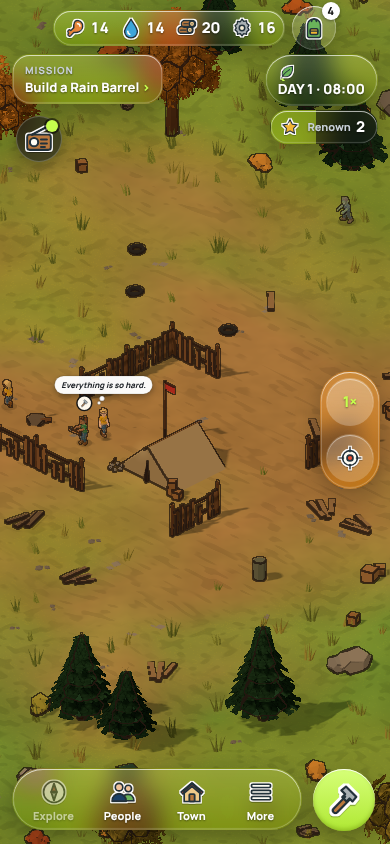 14 14 20 16 4
MISSION
Build a Rain Barrel ›
DAY 1 · 08:00
Renown 2
Everything is so hard.
1×
Explore People Town More